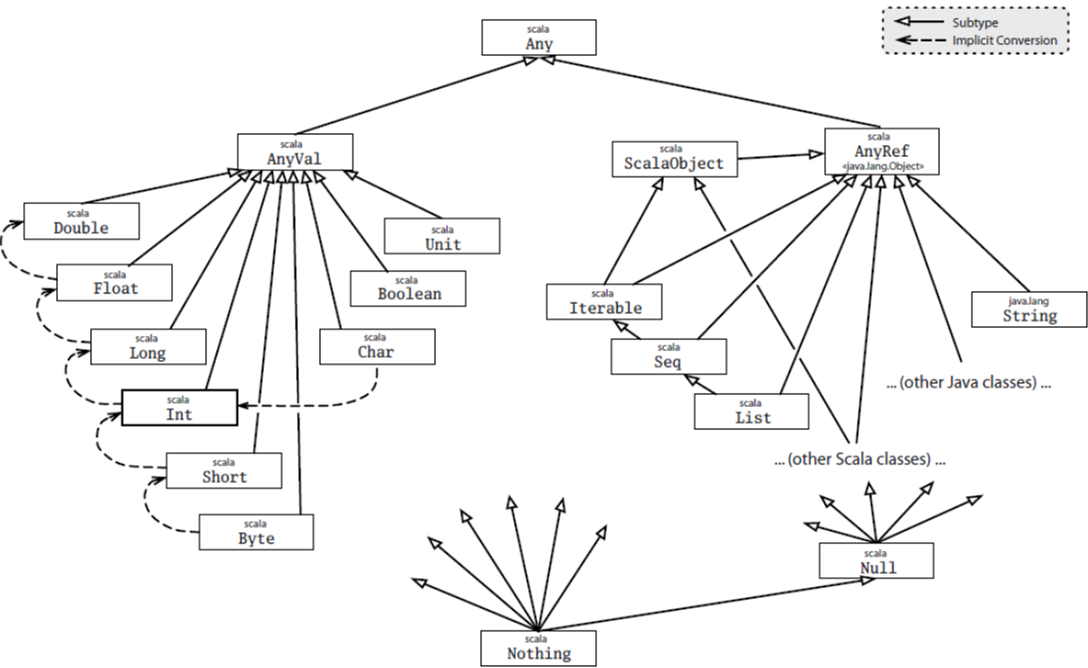 scala
Any
Subtype
Implicit Conversion
scala
AnyVal
scala
ScalaObject
scala
AnyRef
«java.lang.Object»
scala
Double
scala
Unit
scala
Float
scala
Boolean
scala
Iterable
java.lang
String
scala
Long
scala
Char
scala
Seq
... (other Java classes) ...
scala
Int
scala
List
scala
Short
... (other Scala classes) ...
scala
Byte
scala
Null
scala
Nothing